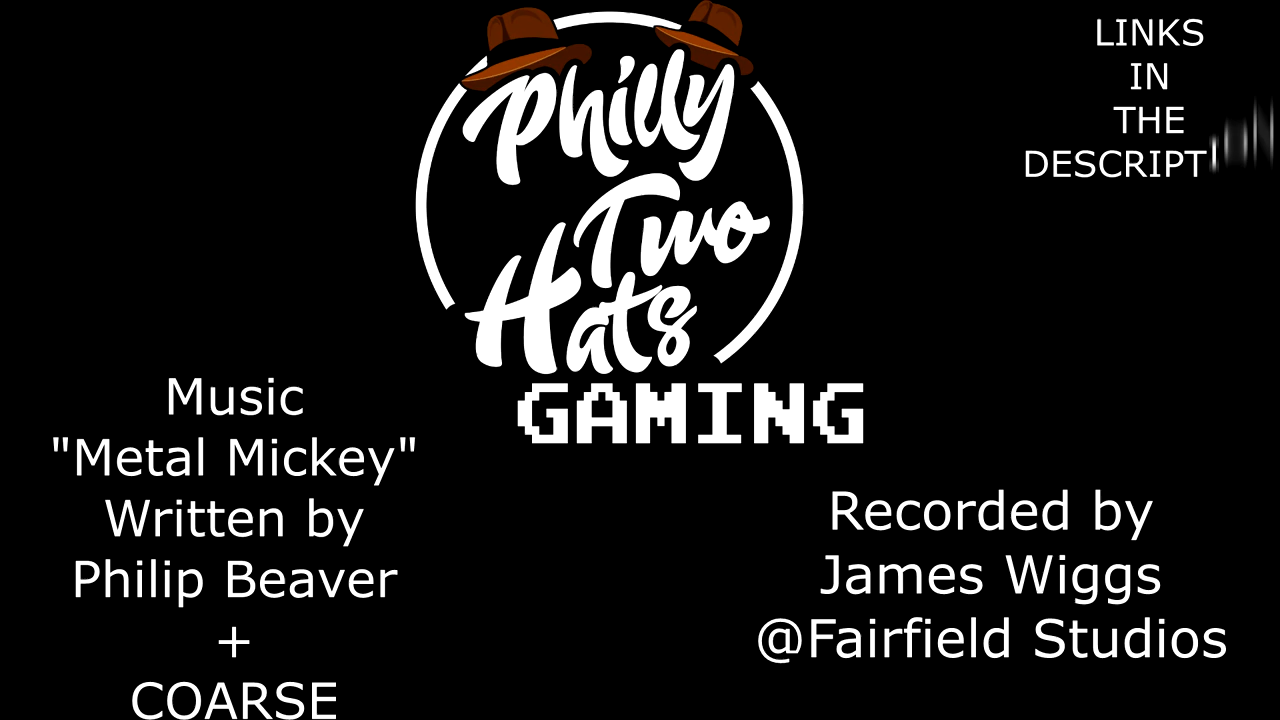 Philly
Two
Hats
GAMING
LINKS
IN
THE
DESCRIPT
Music
"Metal Mickey"
Written by
Philip Beaver
+
COARSE
Recorded by
James Wiggs
@Fairfield Studios